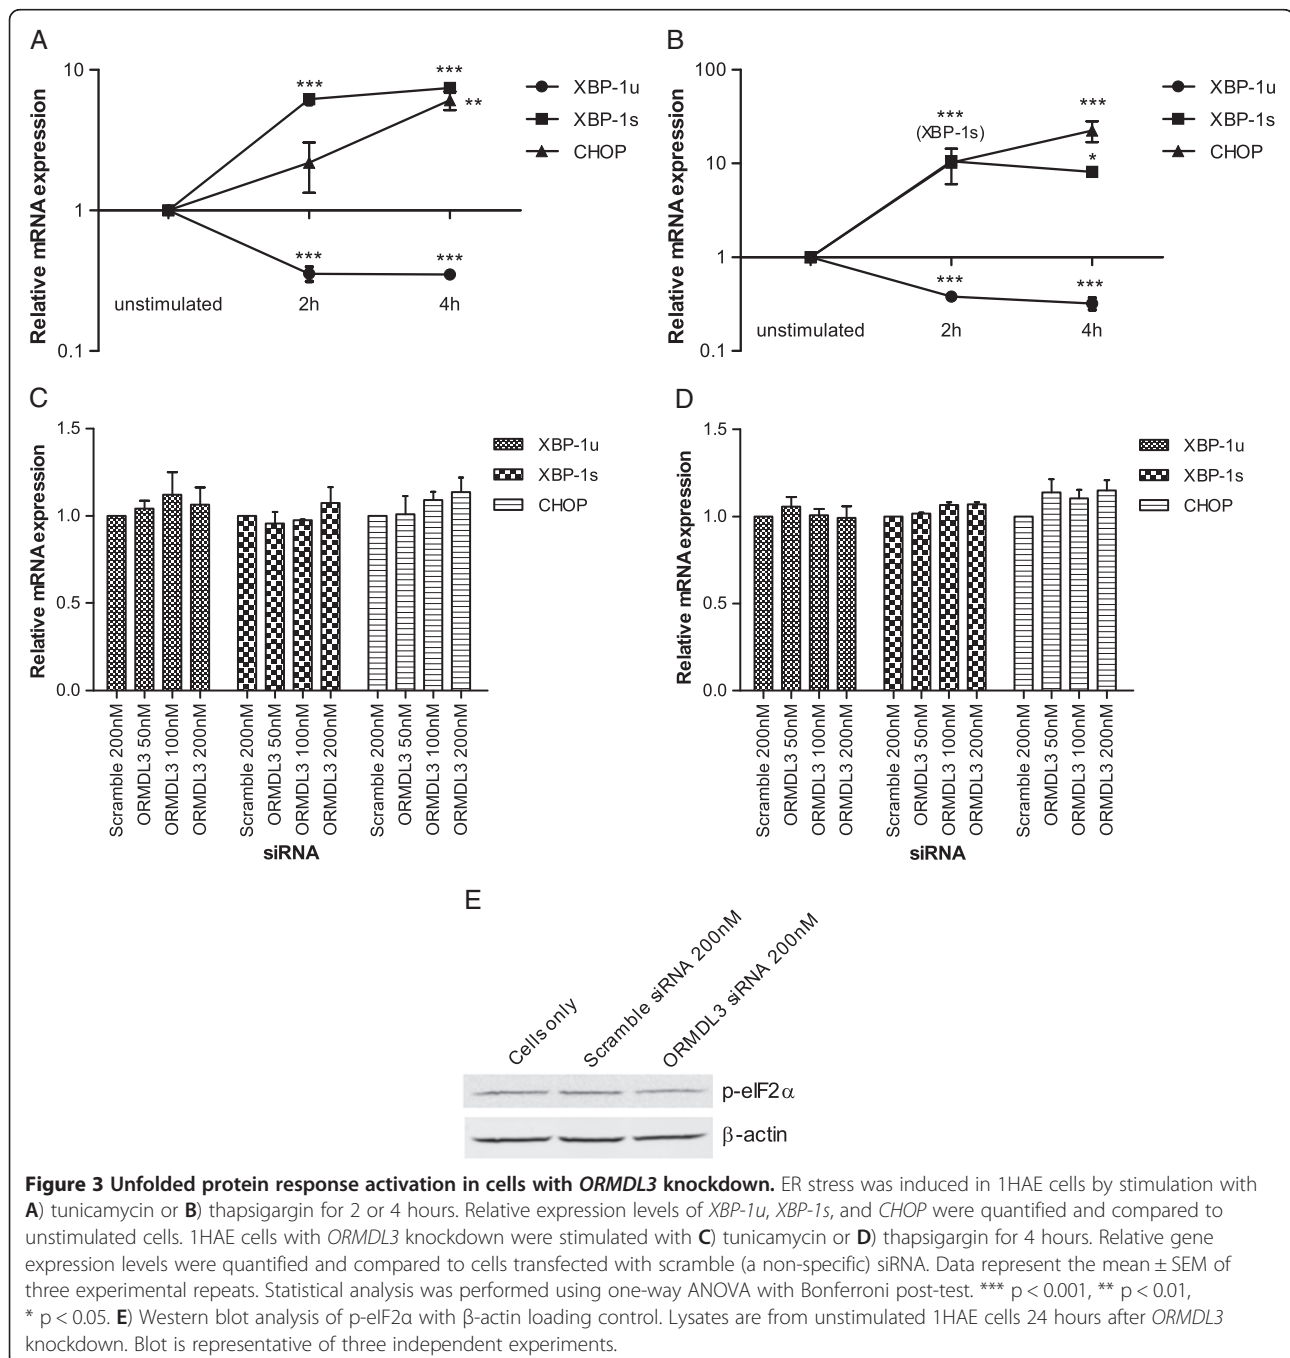 A
10
1
0.1
Relative mRNA expression
***
***
**
***
***
unstimulated
2h
4h
XBP-1u
XBP-1s
CHOP
B
100
10
1
0.1
Relative mRNA expression
***
(XBP-1s)
***
*
***
***
unstimulated
2h
4h
XBP-1u
XBP-1s
CHOP
C
1.5
1.0
0.5
0.0
Relative mRNA expression
XBP-1u
XBP-1s
CHOP
Scramble 200nM
ORMDL3 50nM
ORMDL3 100nM
ORMDL3 200nM
Scramble 200nM
ORMDL3 50nM
ORMDL3 100nM
ORMDL3 200nM
Scramble 200nM
ORMDL3 50nM
ORMDL3 100nM
ORMDL3 200nM
siRNA
D
1.5
1.0
0.5
0.0
Relative mRNA expression
XBP-1u
XBP-1s
CHOP
Scramble 200nM
ORMDL3 50nM
ORMDL3 100nM
ORMDL3 200nM
Scramble 200nM
ORMDL3 50nM
ORMDL3 100nM
ORMDL3 200nM
Scramble 200nM
ORMDL3 50nM
ORMDL3 100nM
ORMDL3 200nM
siRNA
E
Cells only
Scramble siRNA 200nM
ORMDL3 siRNA 200nM
p-eIF2α
β-actin
Figure 3 Unfolded protein response activation in cells with ORMDL3 knockdown. ER stress was induced in 1HAE cells by stimulation with
A) tunicamycin or B) thapsigargin for 2 or 4 hours. Relative expression levels of XBP-1u, XBP-1s, and CHOP were quantified and compared to
unstimulated cells. 1HAE cells with ORMDL3 knockdown were stimulated with C) tunicamycin or D) thapsigargin for 4 hours. Relative gene
expression levels were quantified and compared to cells transfected with scramble (a non-specific) siRNA. Data represent the mean ± SEM of
three experimental repeats. Statistical analysis was performed using one-way ANOVA with Bonferroni post-test. *** p < 0.001, ** p < 0.01,
* p < 0.05. E) Western blot analysis of p-eIF2α with β-actin loading control. Lysates are from unstimulated 1HAE cells 24 hours after ORMDL3
knockdown. Blot is representative of three independent experiments.